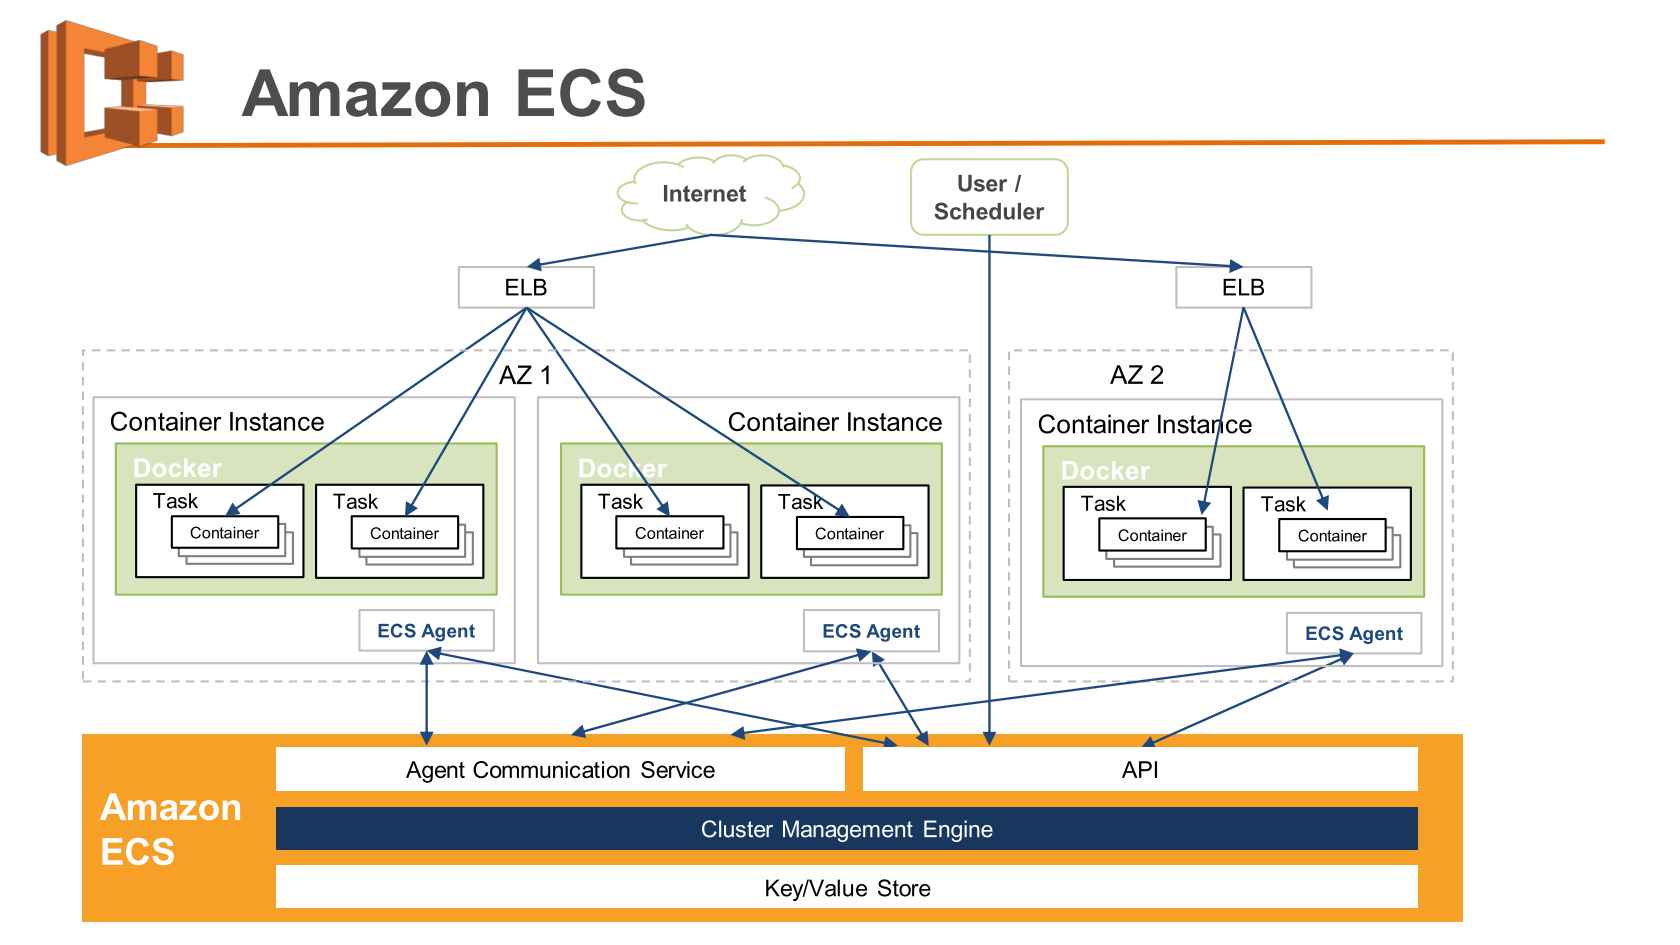 Amazon ECS
Internet
User /
Scheduler
ELB
ELB
AZ 1
AZ 2
Container Instance
Container Instance
Container Instance
Docker
Docker
Docker
Task
Task
Task
Task
Task
Task
Container
Container
Container
Container
Container
Container
ECS Agent
ECS Agent
ECS Agent
Amazon
ECS
Agent Communication Service
API
Cluster Management Engine
Key/Value Store